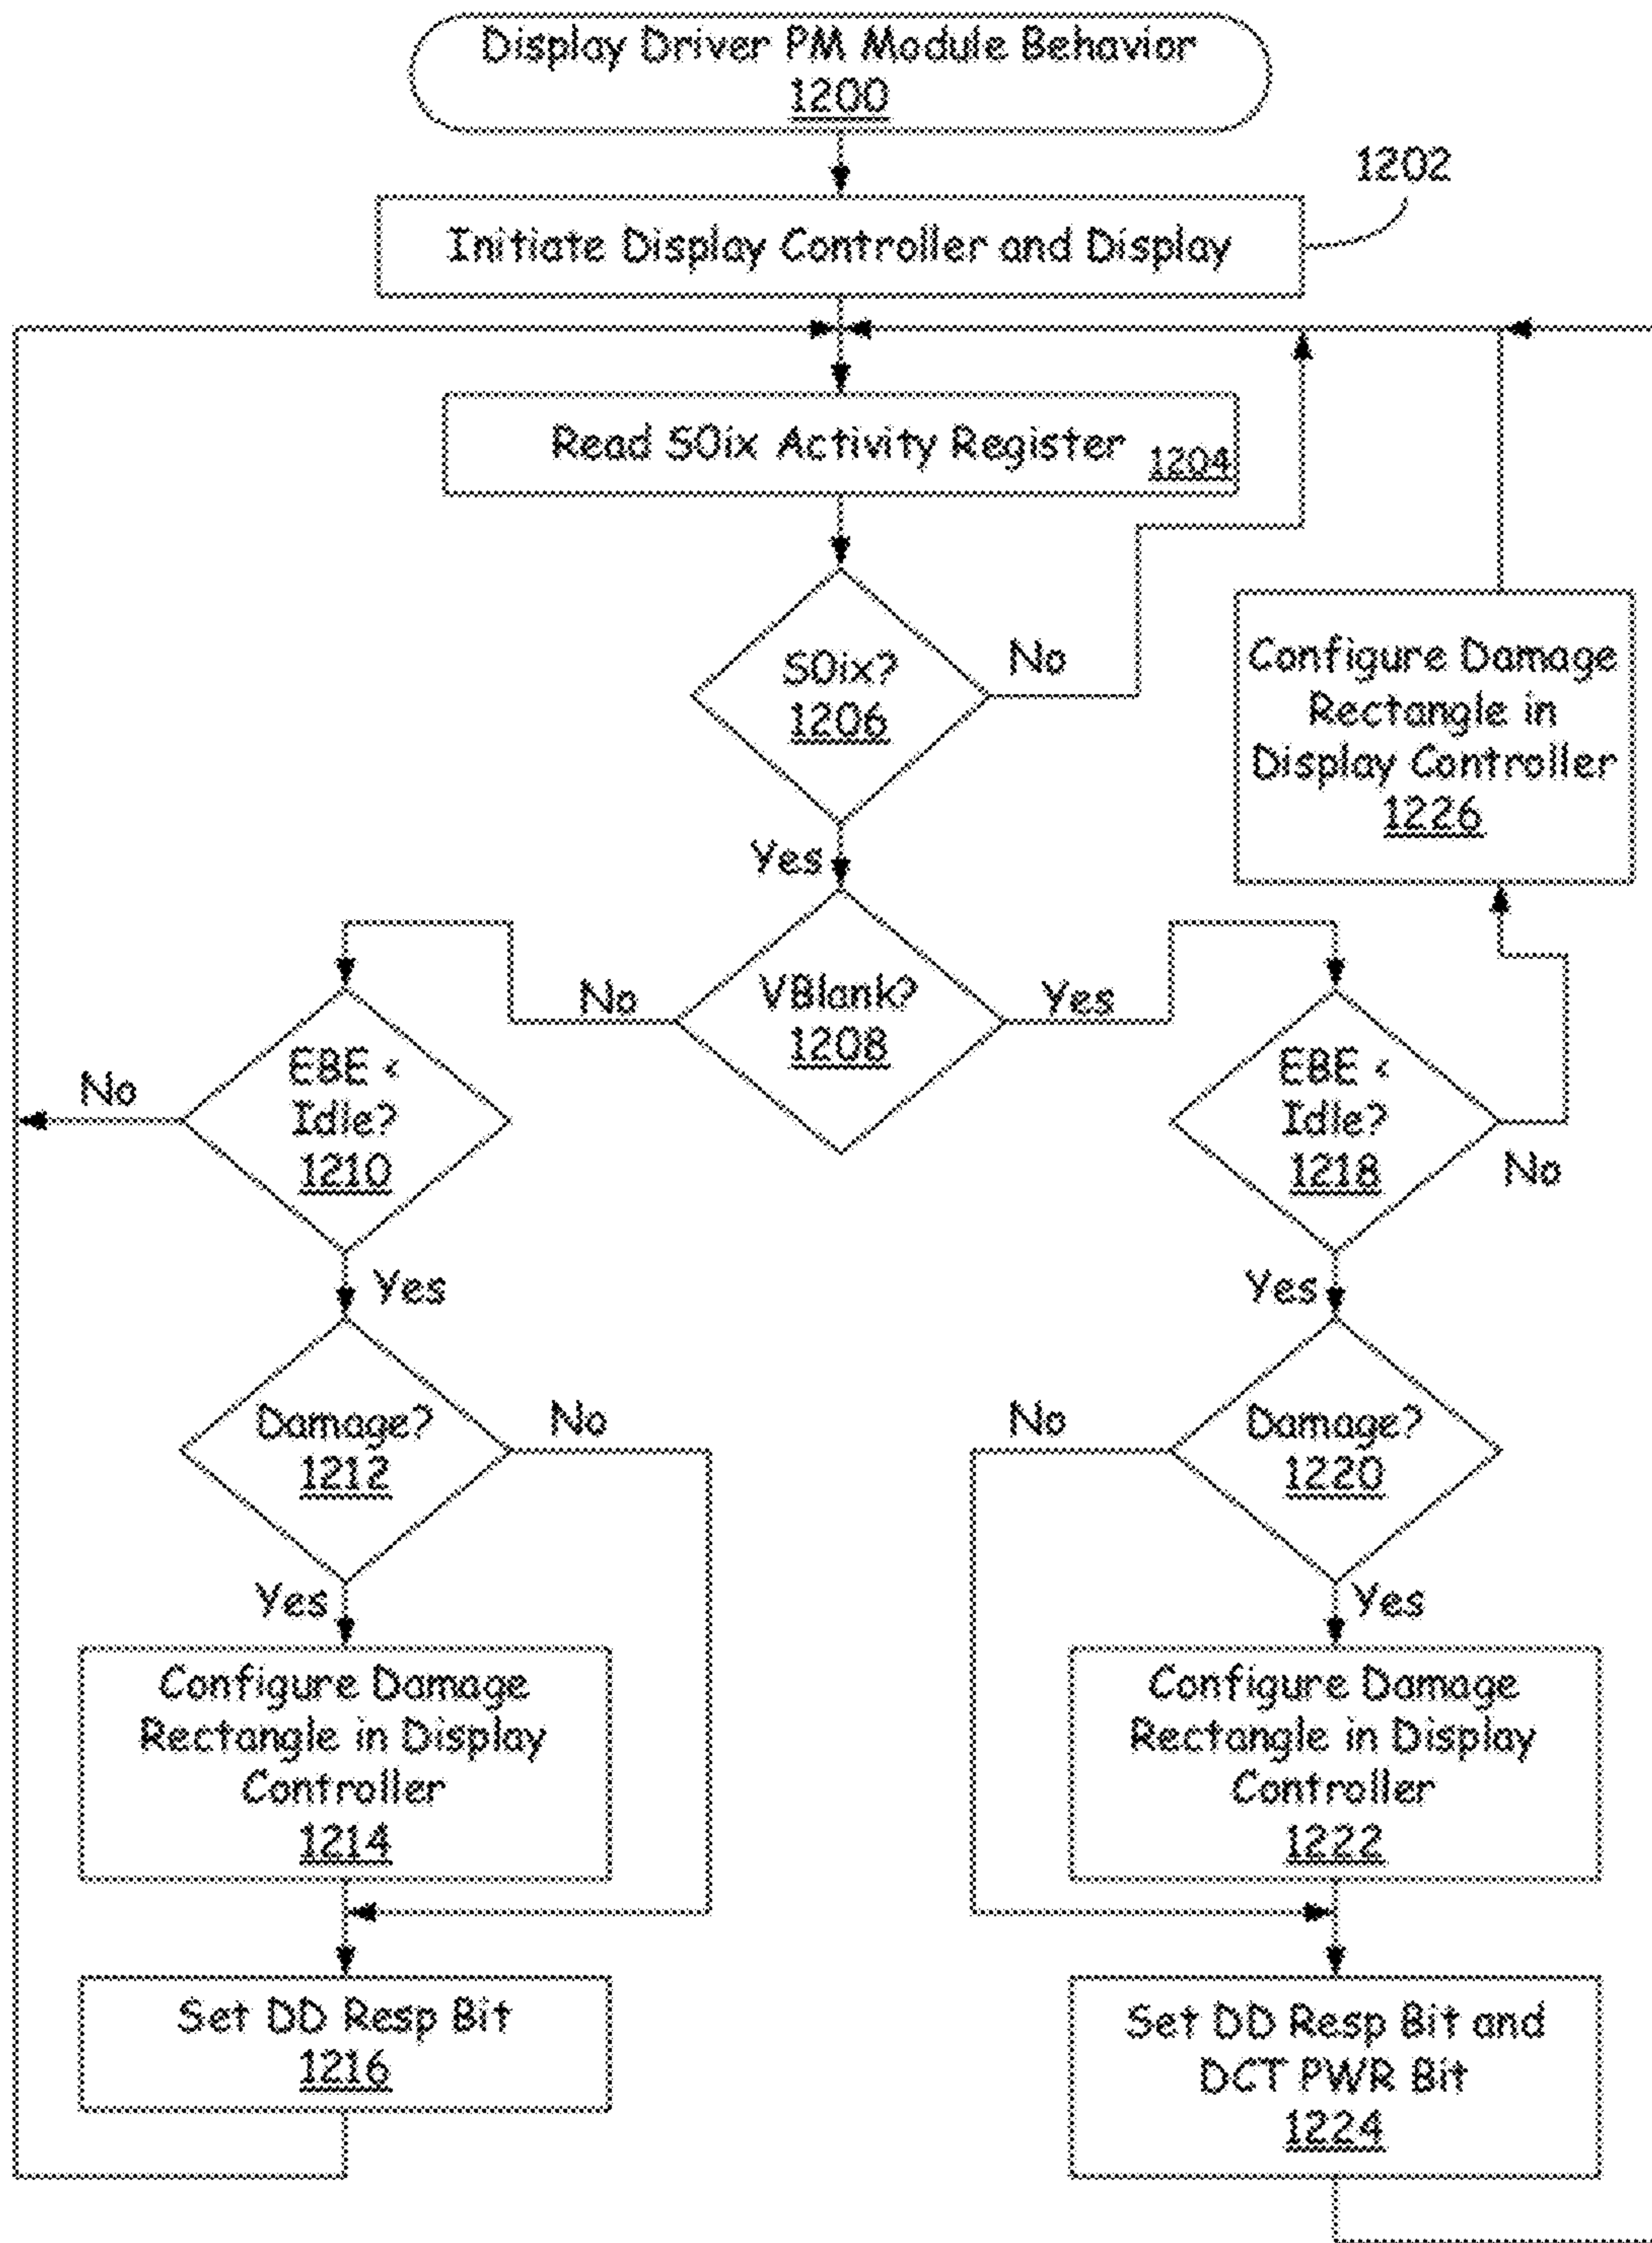 Display Driver PM Module Behavior
1200
1202
Initiate Display Controller and Display
Read S0ix Activity Register 1204
S0ix?
1206
No
Configure Damage
Rectangle in
Display Controller
1226
Yes
VBlank?
1208
No
Yes
EBE <
Idle?
1210
No
EBE <
Idle?
1218
No
Yes
Yes
Damage?
1212
No
No
Damage?
1220
Yes
Yes
Configure Damage
Rectangle in Display
Controller
1214
Configure Damage
Rectangle in Display
Controller
1222
Set DD Resp Bit
1216
Set DD Resp Bit and
DCT PWR Bit
1224